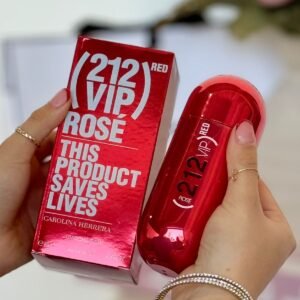 (212)RED
VIP
ROSÉ
THIS
PRODUCT
SAVES
LIVES
CAROLINA HERRERA
(212 VIP)RED
ROSÉ